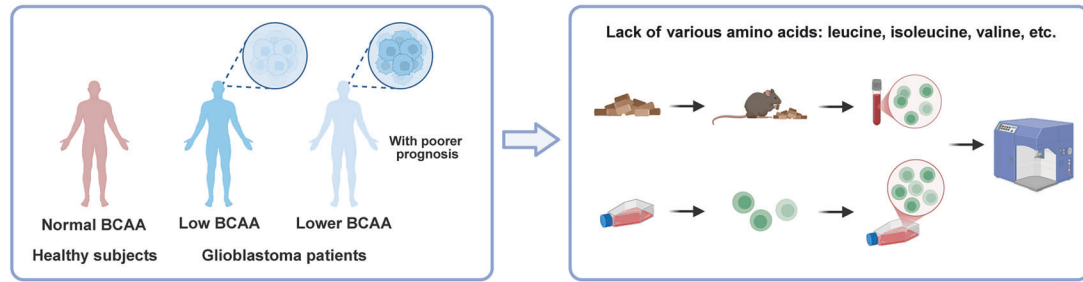 With poorer
prognosis
Normal BCAA
Low BCAA
Lower BCAA
Healthy subjects
Glioblastoma patients
Lack of various amino acids: leucine, isoleucine, valine, etc.